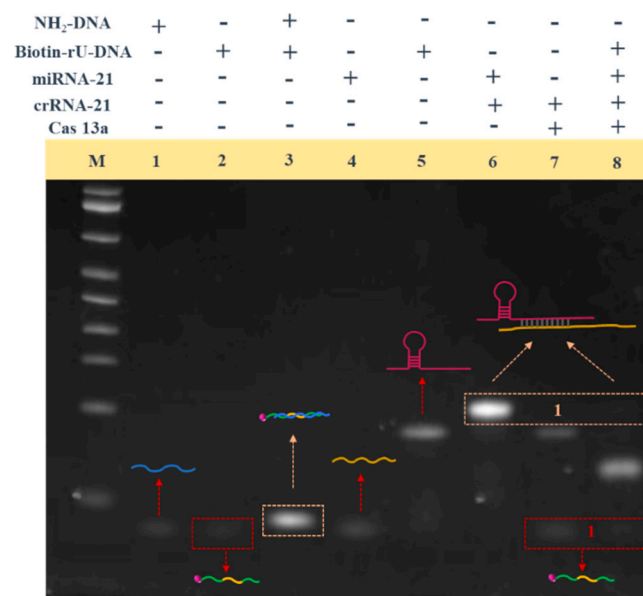 NH₂-DNA + - + - - - - -
Biotin-rU-DNA - + + - + - - +
miRNA-21 - - - + - + - +
crRNA-21 - - - - - + + +
Cas 13a - - - - - - + +
M 1 2 3 4 5 6 7 8
1
1